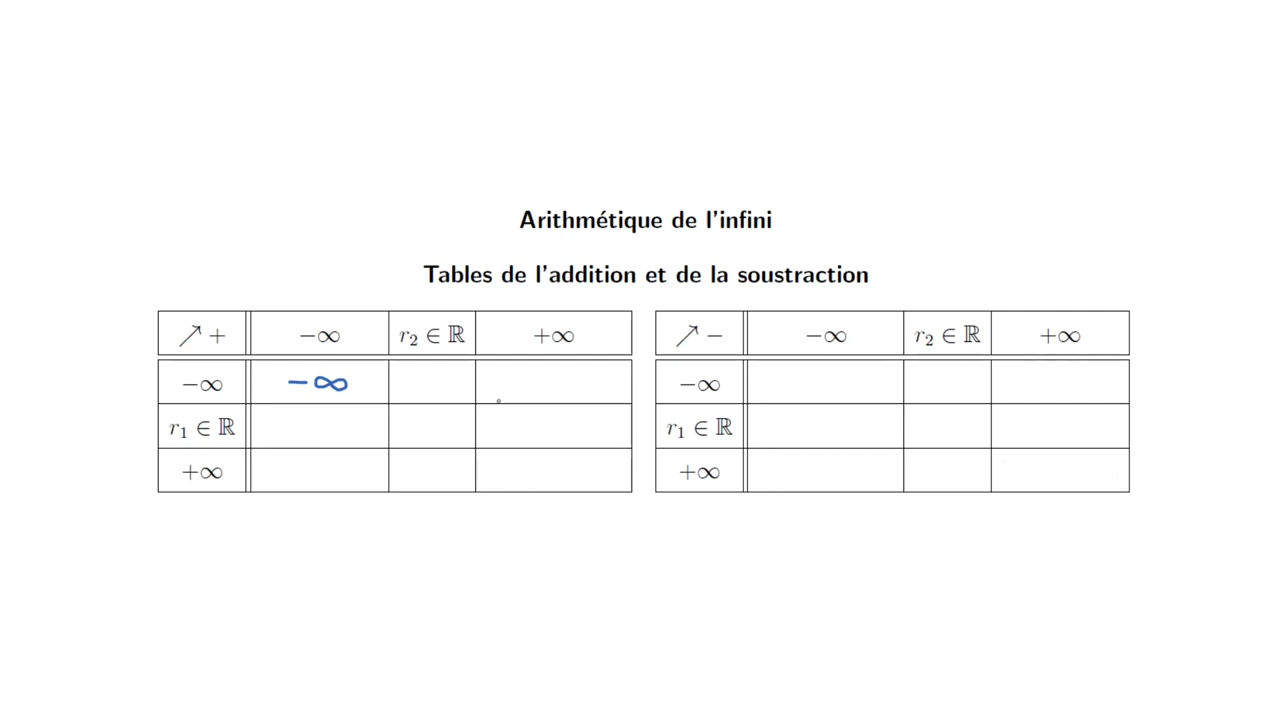 Arithmétique de l'infini
Tables de l'addition et de la soustraction
↗ + −∞ r₂ ∈ ℝ +∞
−∞ −∞
r₁ ∈ ℝ
+∞
↗ − −∞ r₂ ∈ ℝ +∞
−∞
r₁ ∈ ℝ
+∞